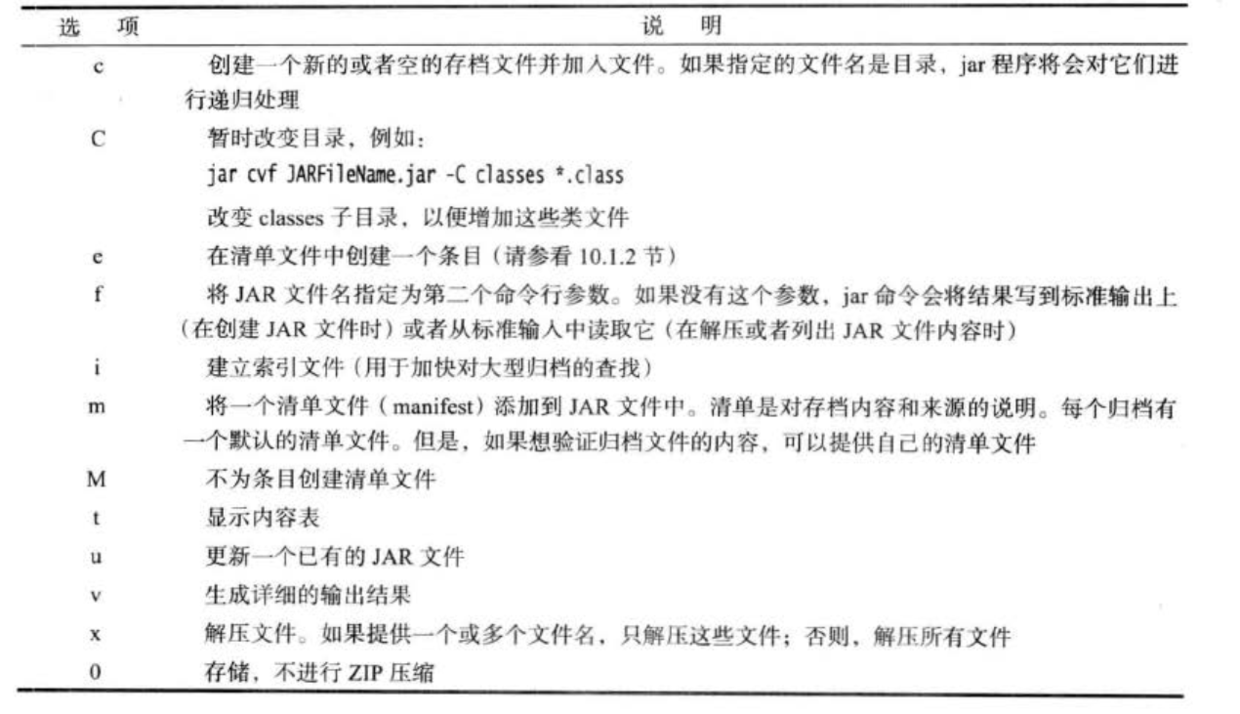 选 项 说 明
c 创建一个新的或者空的存档文件并加入文件。如果指定的文件名是目录，jar 程序将会对它们进
行递归处理
C 暂时改变目录，例如：
jar cvf JARFileName.jar -C classes *.class
改变 classes 子目录，以便增加这些类文件
e 在清单文件中创建一个条目（请参看 10.1.2 节）
f 将 JAR 文件名指定为第二个命令行参数。如果没有这个参数，jar 命令会将结果写到标准输出上
（在创建 JAR 文件时）或者从标准输入中读取它（在解压或者列出 JAR 文件内容时）
i 建立索引文件（用于加快对大型归档的查找）
m 将一个清单文件（manifest）添加到 JAR 文件中。清单是对存档内容和来源的说明。每个归档有
一个默认的清单文件。但是，如果想验证归档文件的内容，可以提供自己的清单文件
M 不为条目创建清单文件
t 显示内容表
u 更新一个已有的 JAR 文件
v 生成详细的输出结果
x 解压文件。如果提供一个或多个文件名，只解压这些文件；否则，解压所有文件
0 存储，不进行 ZIP 压缩